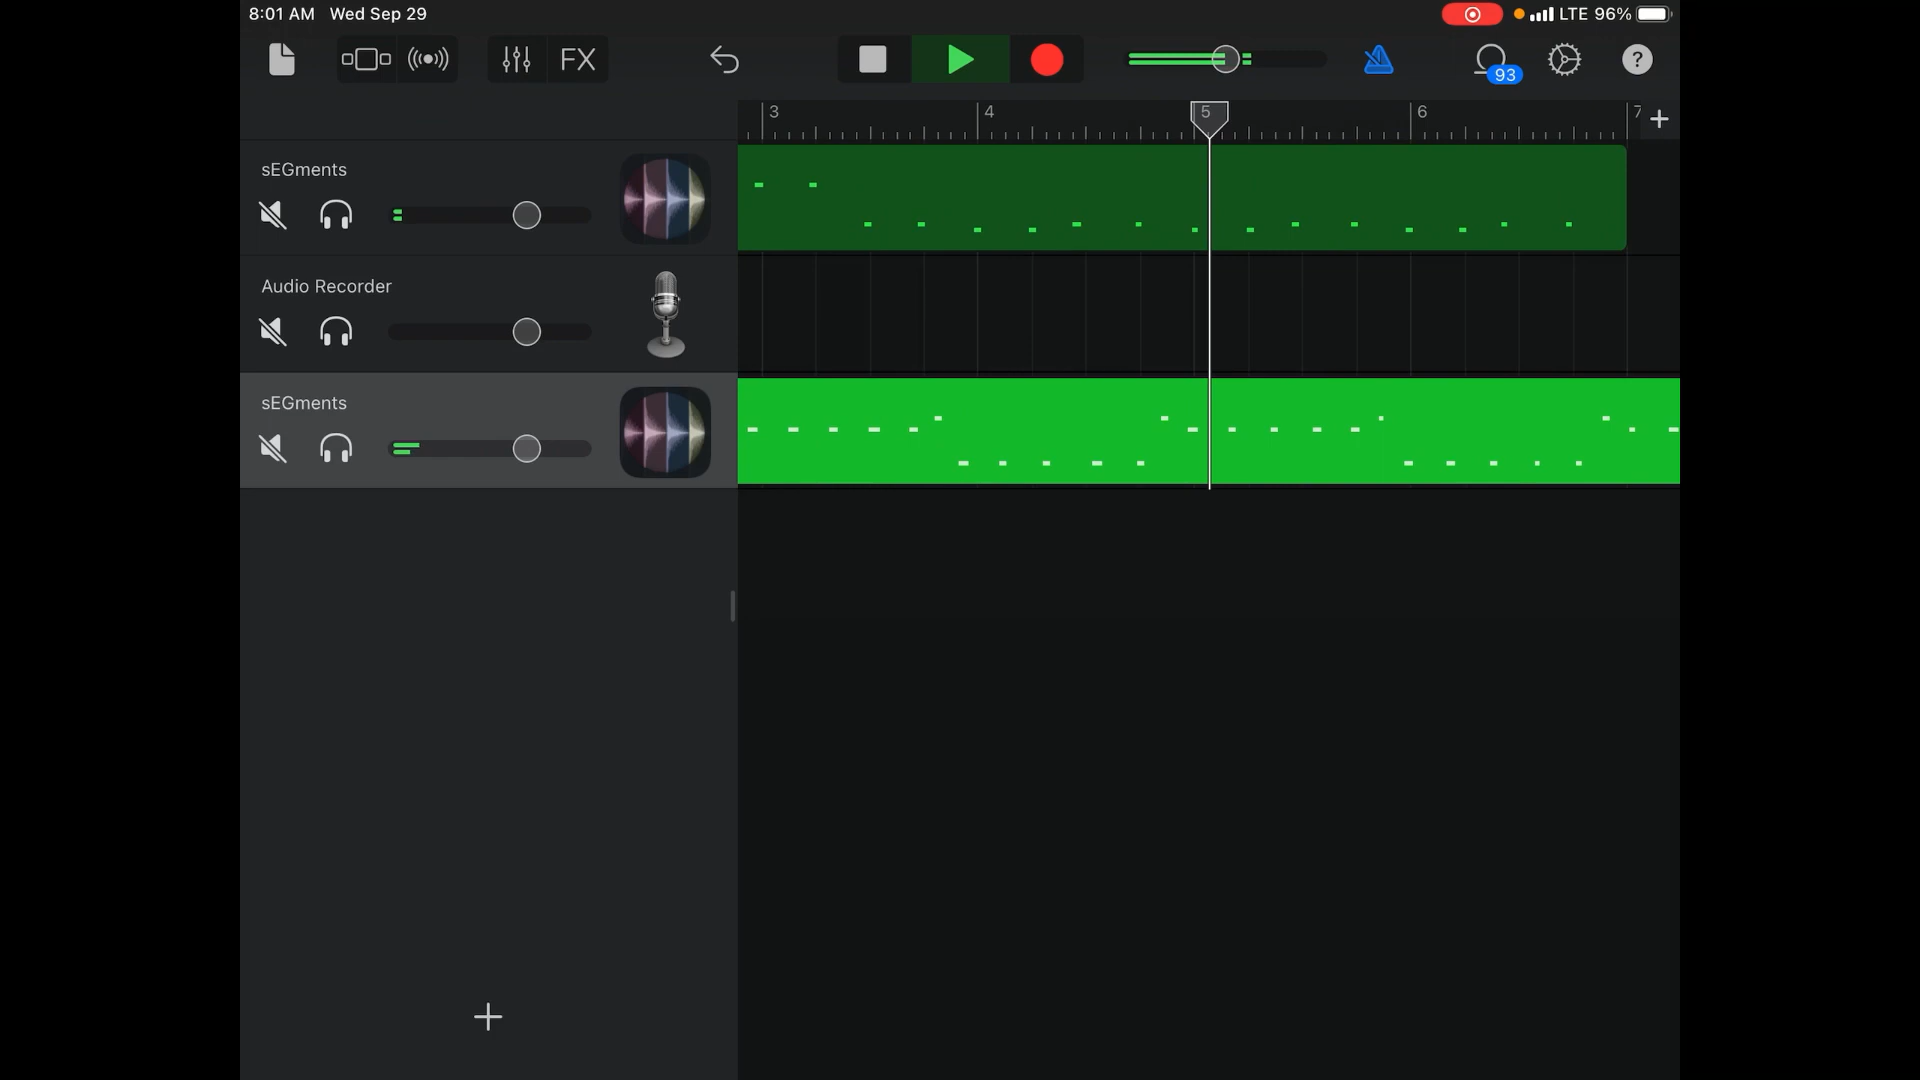 8:01 AM Wed Sep 29
LTE 96%
FX
93
?
3 4 5 6 7
sEGments
Audio Recorder
sEGments